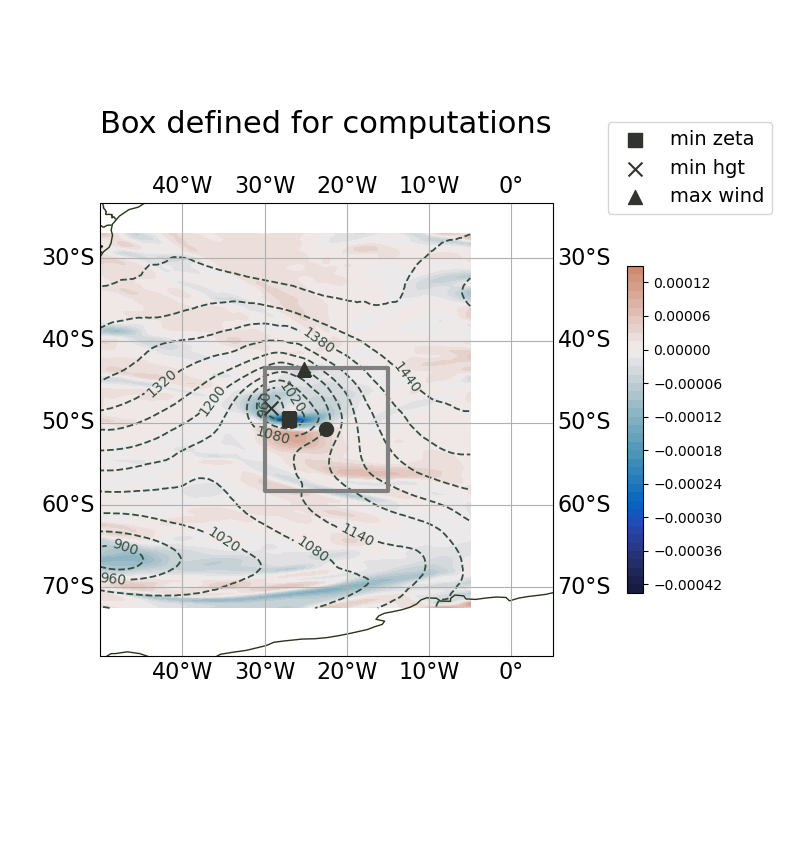 Box defined for computations
min zeta
min hgt
max wind
40°W 30°W 20°W 10°W 0°
30°S 30°S
40°S 40°S
50°S 50°S
60°S 60°S
70°S 70°S
1380
1440
1320
1200
1020
1080
1140
1020
1080
900
960
40°W 30°W 20°W 10°W 0°
0.00012
0.00006
0.00000
−0.00006
−0.00012
−0.00018
−0.00024
−0.00030
−0.00036
−0.00042